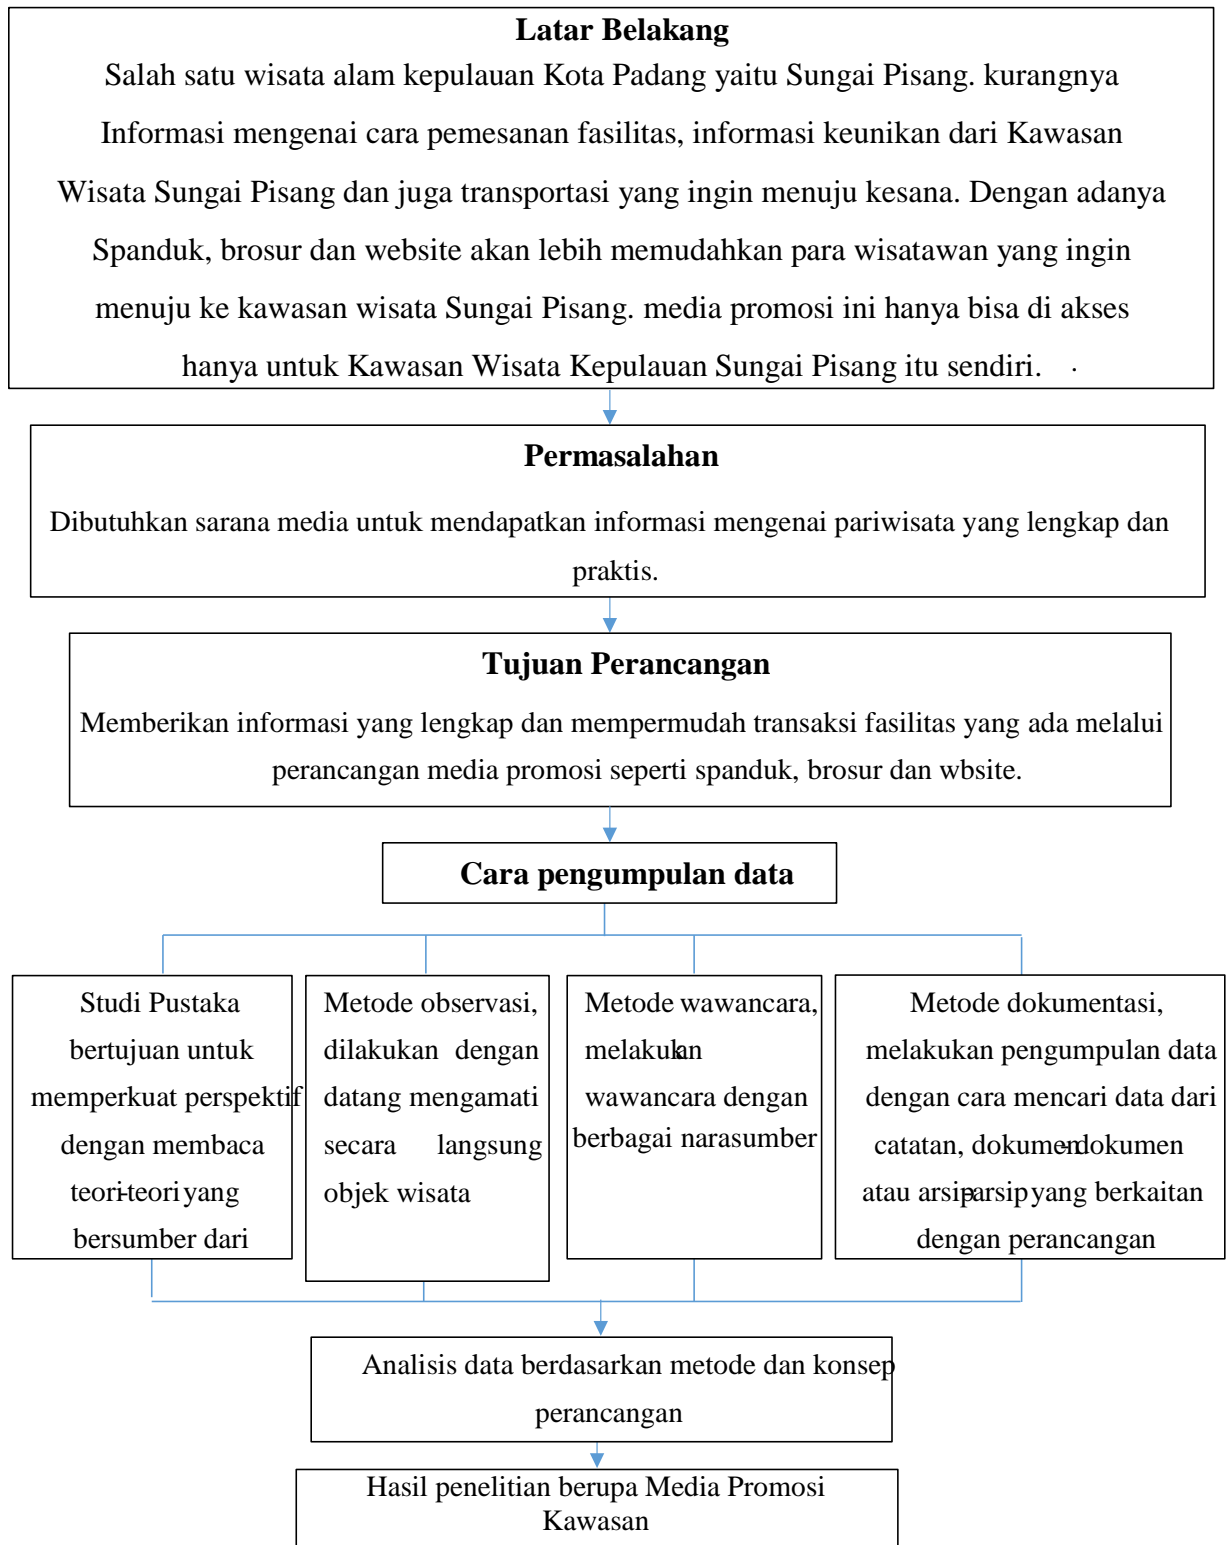 Latar Belakang
Salah satu wisata alam kepulauan Kota Padang yaitu Sungai Pisang. kurangnya
Informasi mengenai cara pemesanan fasilitas, informasi keunikan dari Kawasan
Wisata Sungai Pisang dan juga transportasi yang ingin menuju kesana. Dengan adanya
Spanduk, brosur dan website akan lebih memudahkan para wisatawan yang ingin
menuju ke kawasan wisata Sungai Pisang. media promosi ini hanya bisa di akses
hanya untuk Kawasan Wisata Kepulauan Sungai Pisang itu sendiri. .
Permasalahan
Dibutuhkan sarana media untuk mendapatkan informasi mengenai pariwisata yang lengkap dan
praktis.
Tujuan Perancangan
Memberikan informasi yang lengkap dan mempermudah transaksi fasilitas yang ada melalui
perancangan media promosi seperti spanduk, brosur dan wbsite.
Cara pengumpulan data
Studi Pustaka
bertujuan untuk
memperkuat perspektif
dengan membaca
teori-teori yang
bersumber dari
Metode observasi,
dilakukan dengan
datang mengamati
secara langsung
objek wisata
Metode wawancara,
melakukan
wawancara dengan
berbagai narasumber
Metode dokumentasi,
melakukan pengumpulan data
dengan cara mencari data dari
catatan, dokumen-dokumen
atau arsip-arsip yang berkaitan
dengan perancangan
Analisis data berdasarkan metode dan konsep
perancangan
Hasil penelitian berupa Media Promosi
Kawasan